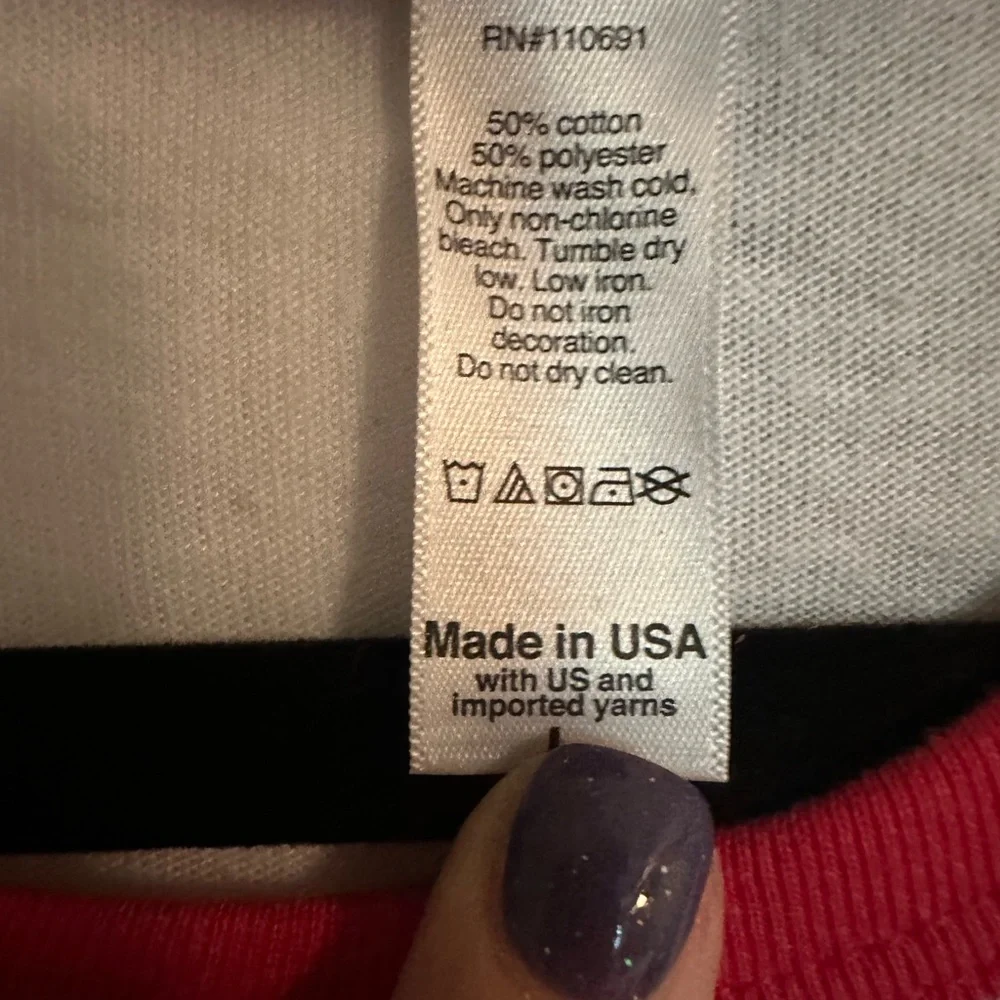 RN#110691
50% cotton
50% polyester
Machine wash cold.
Only non-chlorine
bleach. Tumble dry
low. Low iron.
Do not iron
decoration.
Do not dry clean.
Made in USA
with US and
imported yarns